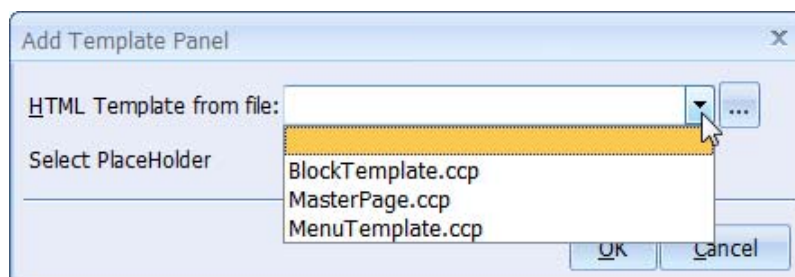 Add Template Panel
HTML Template from file:
...
Select PlaceHolder
BlockTemplate.ccp
MasterPage.ccp
MenuTemplate.ccp
OK Cancel